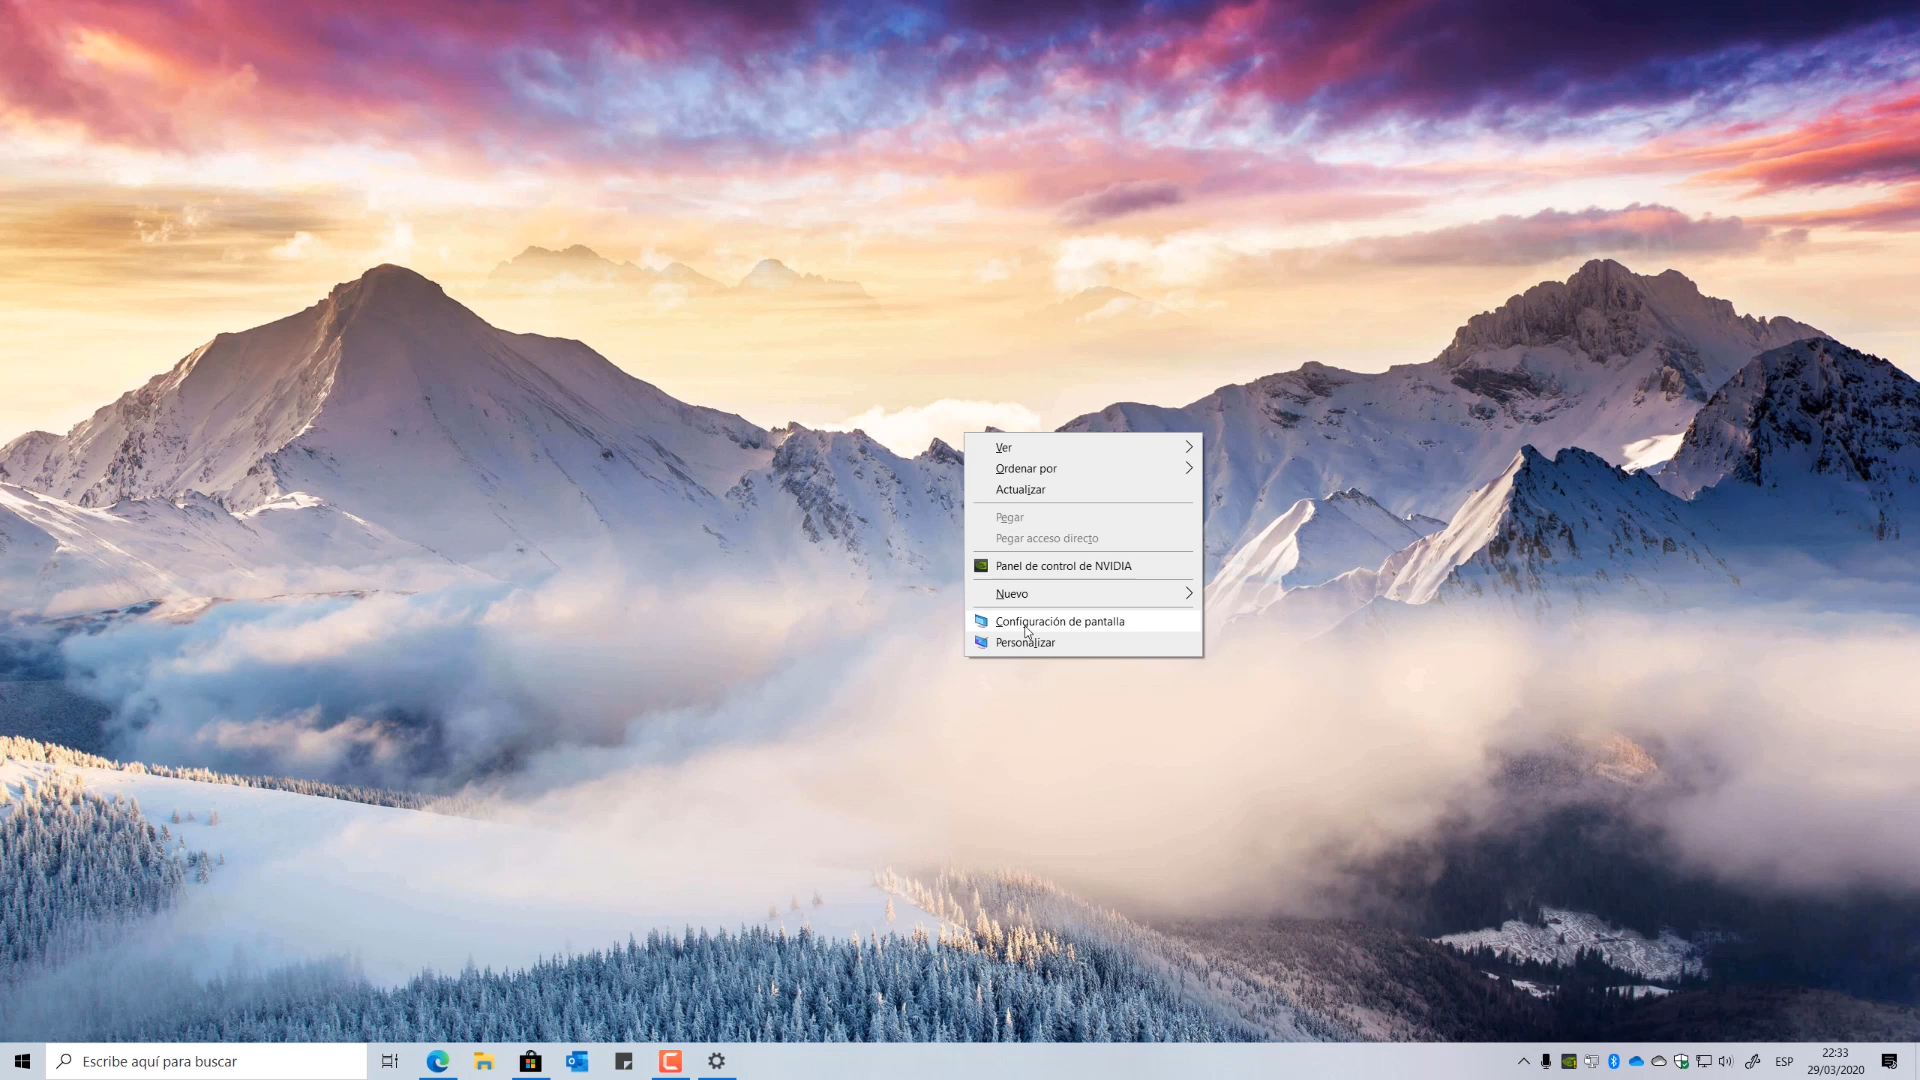 Ver
Ordenar por
Actualizar
Pegar
Pegar acceso directo
Panel de control de NVIDIA
Nuevo
Configuración de pantalla
Personalizar
Escribe aquí para buscar
ESP
22:33
29/03/2020